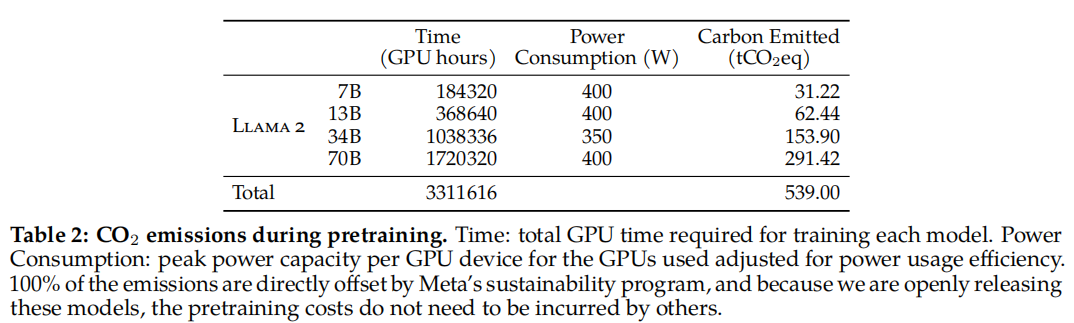 Time Power Carbon Emitted
(GPU hours) Consumption (W) (tCO₂eq)
7B 184320 400 31.22
13B 368640 400 62.44
LLAMA 2
34B 1038336 350 153.90
70B 1720320 400 291.42
Total 3311616 539.00
Table 2: CO₂ emissions during pretraining. Time: total GPU time required for training each model. Power
Consumption: peak power capacity per GPU device for the GPUs used adjusted for power usage efficiency.
100% of the emissions are directly offset by Meta's sustainability program, and because we are openly releasing
these models, the pretraining costs do not need to be incurred by others.